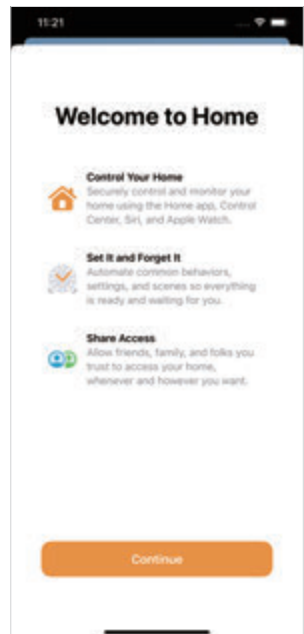 11:21
Welcome to Home
Control Your Home
Securely control and monitor your
home using the Home app, Control
Center, Siri, and Apple Watch.
Set It and Forget It
Automate common behaviors,
settings, and scenes so everything
is ready and waiting for you.
Share Access
Allow friends, family, and folks you
trust to access your home,
whenever and however you want.
Continue